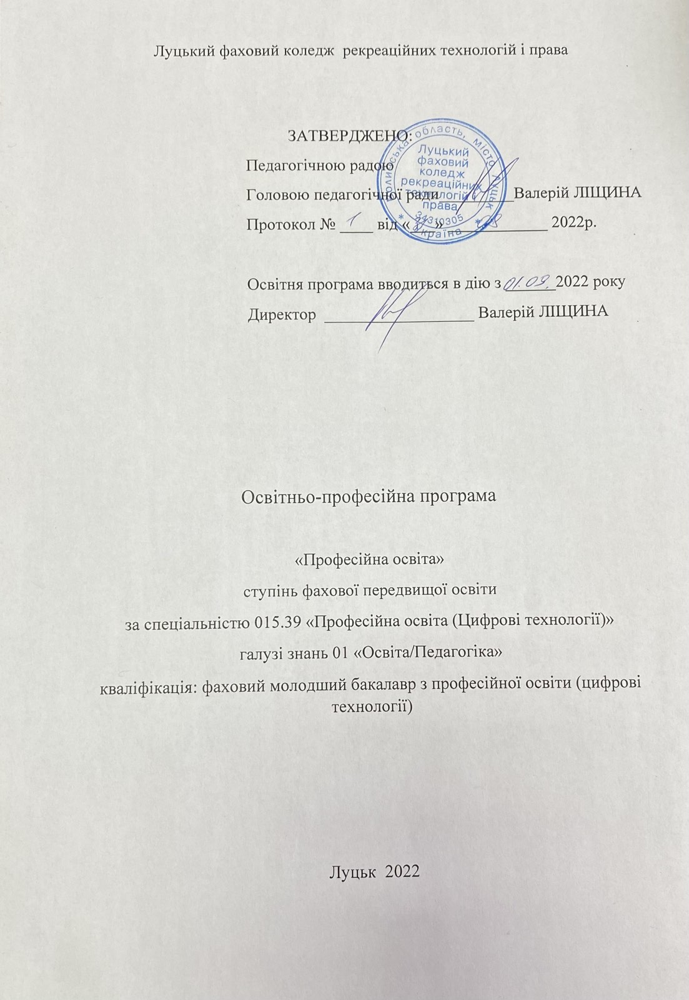 Луцький фаховий коледж рекреаційних технологій і права
ЗАТВЕРДЖЕНО:
Педагогічною радою
Головою педагогічної ради __________ Валерій ЛІЩИНА
Протокол № 1 від «___» 08 2022р.
Волинська область, місто Луцьк
Луцький
фаховий
коледж
рекреаційних
технологій і
права
34310305
* Україна *
Освітня програма вводиться в дію з 01.09. 2022 року
Директор __________________ Валерій ЛІЩИНА
Освітньо-професійна програма
«Професійна освіта»
ступінь фахової передвищої освіти
за спеціальністю 015.39 «Професійна освіта (Цифрові технології)»
галузі знань 01 «Освіта/Педагогіка»
кваліфікація: фаховий молодший бакалавр з професійної освіти (цифрові
технології)
Луцьк 2022